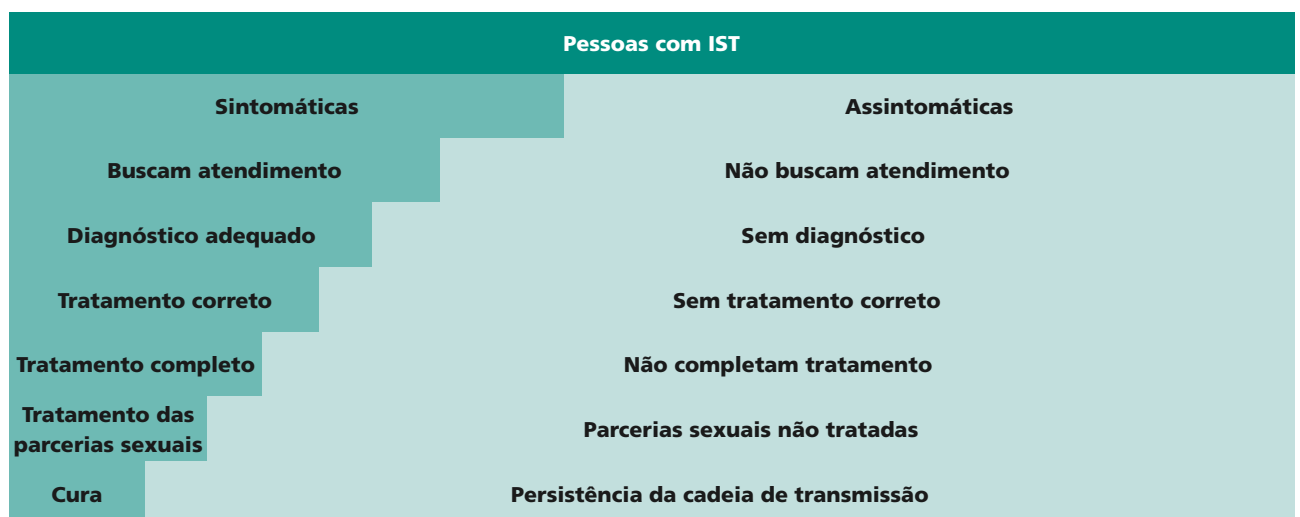 Pessoas com IST
Sintomáticas
Assintomáticas
Buscam atendimento
Não buscam atendimento
Diagnóstico adequado
Sem diagnóstico
Tratamento correto
Sem tratamento correto
Tratamento completo
Não completam tratamento
Tratamento das
parcerias sexuais
Parcerias sexuais não tratadas
Cura
Persistência da cadeia de transmissão